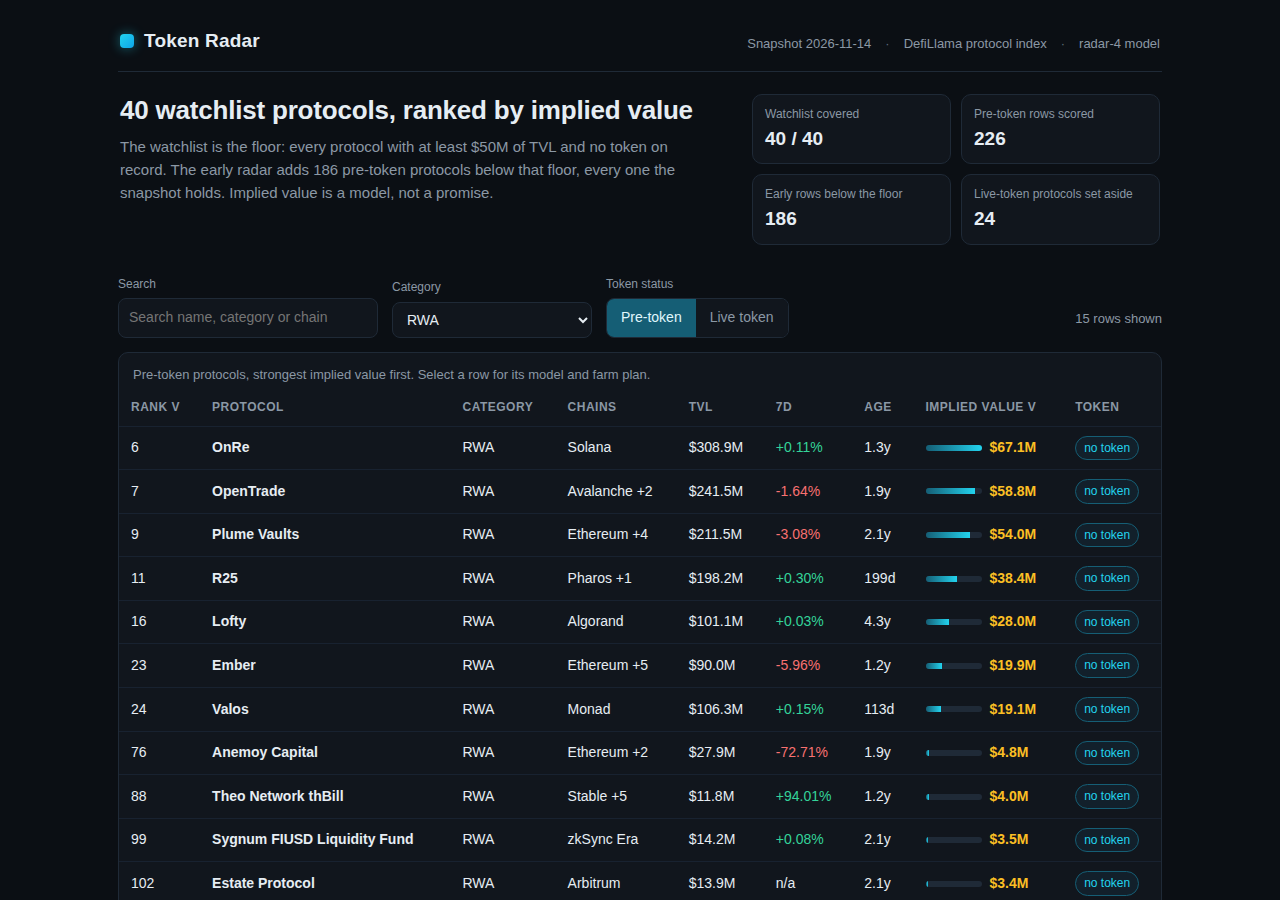 Token Radar
Snapshot 2026-11-14 · DefiLlama protocol index · radar-4 model
40 watchlist protocols, ranked by implied value
The watchlist is the floor: every protocol with at least $50M of TVL and no token on
record. The early radar adds 186 pre-token protocols below that floor, every one the
snapshot holds. Implied value is a model, not a promise.
Watchlist covered
40 / 40
Pre-token rows scored
226
Early rows below the floor
186
Live-token protocols set aside
24
Search
Search name, category or chain
Category
RWA
Token status
Pre-token Live token
15 rows shown
Pre-token protocols, strongest implied value first. Select a row for its model and farm plan.
RANK V PROTOCOL CATEGORY CHAINS TVL 7D AGE IMPLIED VALUE V TOKEN
6 OnRe RWA Solana $308.9M +0.11% 1.3y $67.1M no token
7 OpenTrade RWA Avalanche +2 $241.5M -1.64% 1.9y $58.8M no token
9 Plume Vaults RWA Ethereum +4 $211.5M -3.08% 2.1y $54.0M no token
11 R25 RWA Pharos +1 $198.2M +0.30% 199d $38.4M no token
16 Lofty RWA Algorand $101.1M +0.03% 4.3y $28.0M no token
23 Ember RWA Ethereum +5 $90.0M -5.96% 1.2y $19.9M no token
24 Valos RWA Monad $106.3M +0.15% 113d $19.1M no token
76 Anemoy Capital RWA Ethereum +2 $27.9M -72.71% 1.9y $4.8M no token
88 Theo Network thBill RWA Stable +5 $11.8M +94.01% 1.2y $4.0M no token
99 Sygnum FIUSD Liquidity Fund RWA zkSync Era $14.2M +0.08% 2.1y $3.5M no token
102 Estate Protocol RWA Arbitrum $13.9M n/a 2.1y $3.4M no token